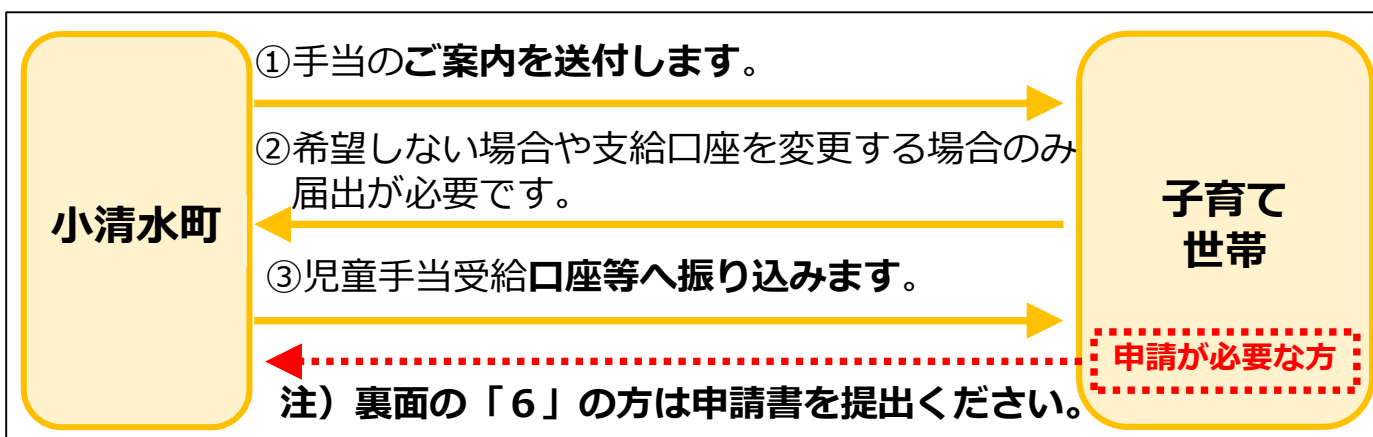 ①手当のご案内を送付します。
②希望しない場合や支給口座を変更する場合のみ
届出が必要です。
小清水町
子育て
世帯
③児童手当受給口座等へ振り込みます。
申請が必要な方
注）裏面の「６」の方は申請書を提出ください。